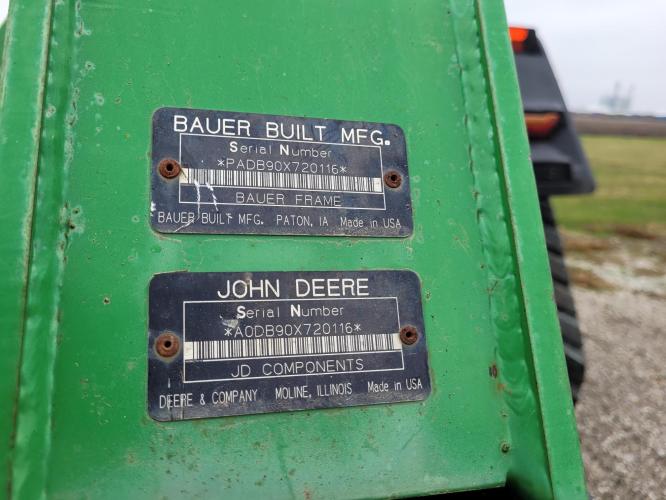 BAUER BUILT MFG.
Serial Number
*PADB90X720116*
BAUER FRAME
BAUER BUILT MFG. PATON, IA Made in USA
JOHN DEERE
Serial Number
*A0DB90X720116*
JD COMPONENTS
DEERE & COMPANY MOLINE, ILLINOIS Made in USA